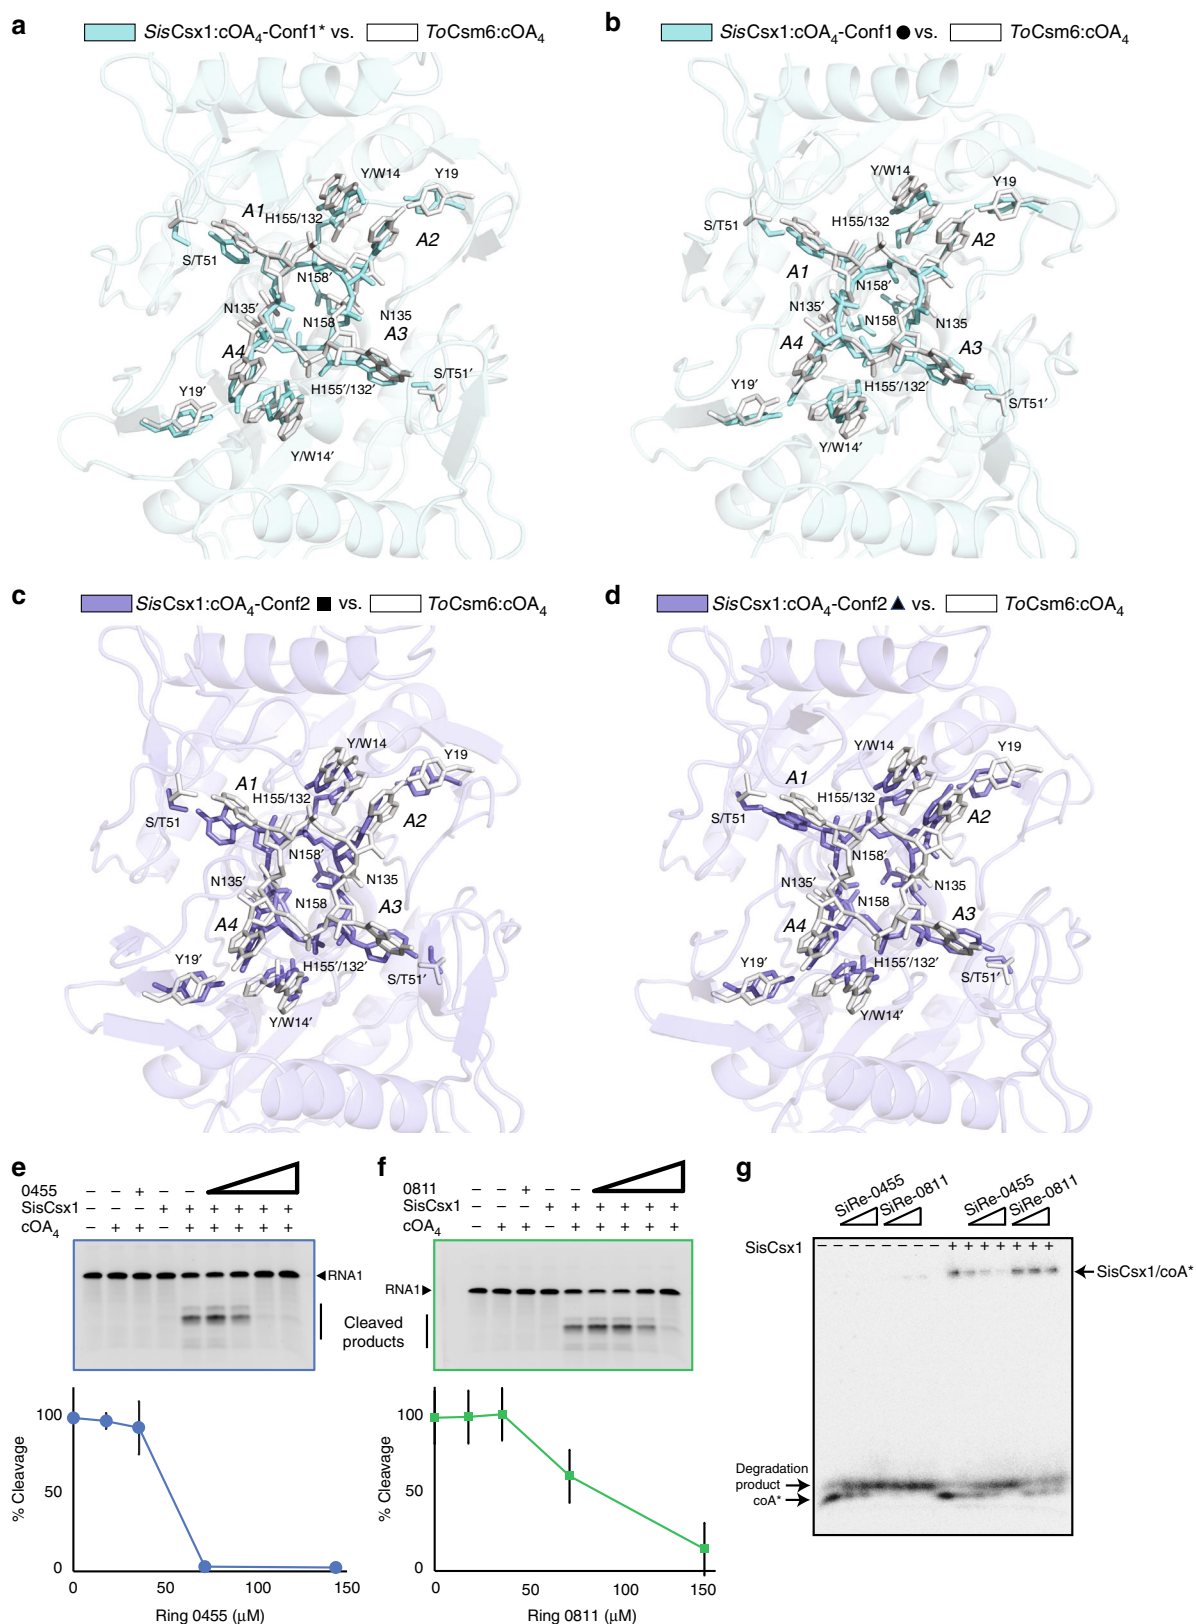 a
SisCsx1:cOA4-Conf1* vs. ToCsm6:cOA4
Y/W14
Y19
A1
H155/132
A2
S/T51
N158′
N135′
N158
N135
A3
A4
S/T51′
Y19′
H155′/132′
Y/W14′
b
SisCsx1:cOA4-Conf1● vs. ToCsm6:cOA4
Y/W14
Y19
S/T51
H155/132
A2
A1
N158′
N135′
N158
N135
A4
A3
Y19′
H155′/132′
S/T51′
Y/W14′
c
SisCsx1:cOA4-Conf2 ■ vs. ToCsm6:cOA4
Y/W14
Y19
A1
H155/132
S/T51
A2
N158′
N135′
N135
N158
A3
A4
Y19′
H155′/132′
S/T51′
Y/W14′
d
SisCsx1:cOA4-Conf2▲ vs. ToCsm6:cOA4
Y/W14
Y19
A1
H155/132
S/T51
A2
N158′
N135′
N135
N158
A3
A4
Y19′
H155′/132′
S/T51′
Y/W14′
e
0455 – – +
SisCsx1 – – – + + + + + +
cOA4 – + + – + + + + +
RNA1
Cleaved
products
% Cleavage
100
50
0
0 50 100 150
Ring 0455 (μM)
f
0811 – – +
SisCsx1 – – – + + + + + +
cOA4 – + + – + + + + +
RNA1
% Cleavage
100
50
0
0 50 100 150
Ring 0811 (μM)
g
SiRe-0455
SiRe-0811
SiRe-0455
SiRe-0811
SisCsx1 – – – – – – – + + + + + + +
SisCsx1/coA*
Degradation
product
coA*